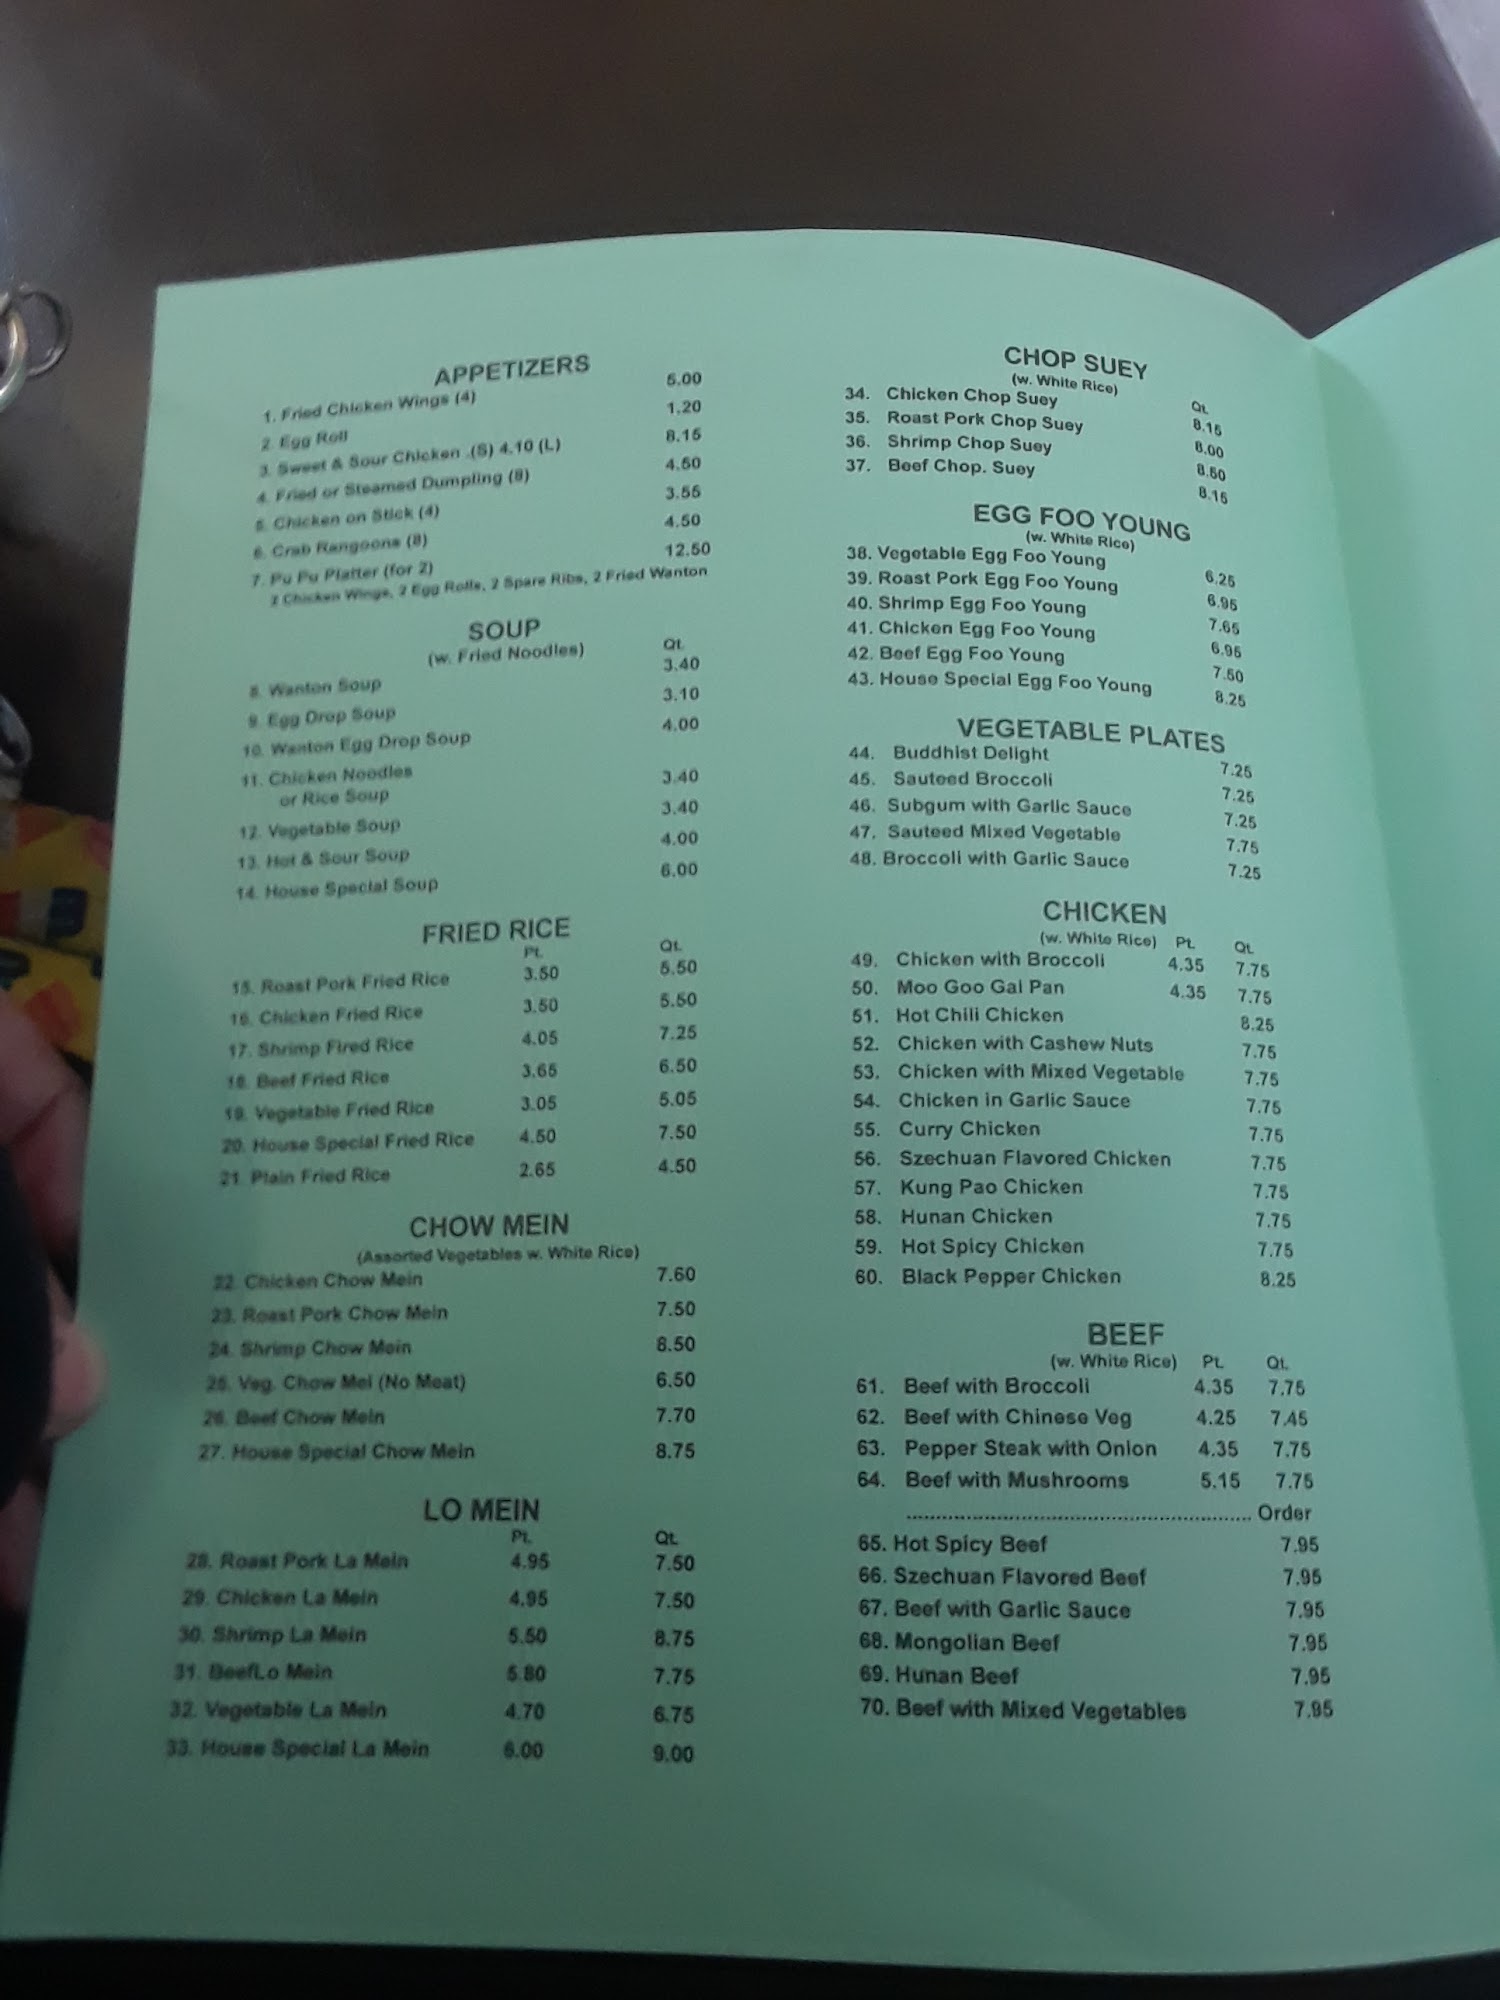 APPETIZERS
1. Fried Chicken Wings (4) 5.00
2. Egg Roll 1.20
3. Sweet & Sour Chicken .(S) 4.10 (L) 8.15
4. Fried or Steamed Dumpling (8) 4.50
5. Chicken on Stick (4) 3.55
6. Crab Rangoons (8) 4.50
7. Pu Pu Platter (for 2) 12.50
2 Chicken Wings, 2 Egg Rolls, 2 Spare Ribs, 2 Fried Wanton
SOUP
(w. Fried Noodles) Qt.
8. Wanton Soup 3.40
9. Egg Drop Soup 3.10
10. Wanton Egg Drop Soup 4.00
11. Chicken Noodles
or Rice Soup 3.40
12. Vegetable Soup 3.40
13. Hot & Sour Soup 4.00
14. House Special Soup 6.00
FRIED RICE
Pt. Qt.
15. Roast Pork Fried Rice 3.50 5.50
16. Chicken Fried Rice 3.50 5.50
17. Shrimp Fired Rice 4.05 7.25
18. Beef Fried Rice 3.65 6.50
19. Vegetable Fried Rice 3.05 5.05
20. House Special Fried Rice 4.50 7.50
21. Plain Fried Rice 2.65 4.50
CHOW MEIN
(Assorted Vegetables w. White Rice)
22. Chicken Chow Mein 7.60
23. Roast Pork Chow Mein 7.50
24. Shrimp Chow Mein 8.50
25. Veg. Chow Mei (No Meat) 6.50
26. Beef Chow Mein 7.70
27. House Special Chow Mein 8.75
LO MEIN
Pt. Qt.
28. Roast Pork La Mein 4.95 7.50
29. Chicken La Mein 4.95 7.50
30. Shrimp La Mein 5.50 8.75
31. BeefLo Mein 5.80 7.75
32. Vegetable La Mein 4.70 6.75
33. House Special La Mein 6.00 9.00
CHOP SUEY
(w. White Rice) Qt.
34. Chicken Chop Suey 8.15
35. Roast Pork Chop Suey 8.00
36. Shrimp Chop Suey 8.50
37. Beef Chop. Suey 8.15
EGG FOO YOUNG
(w. White Rice)
38. Vegetable Egg Foo Young 6.25
39. Roast Pork Egg Foo Young 6.95
40. Shrimp Egg Foo Young 7.65
41. Chicken Egg Foo Young 6.95
42. Beef Egg Foo Young 7.50
43. House Special Egg Foo Young 8.25
VEGETABLE PLATES
44. Buddhist Delight 7.25
45. Sauteed Broccoli 7.25
46. Subgum with Garlic Sauce 7.25
47. Sauteed Mixed Vegetable 7.75
48. Broccoli with Garlic Sauce 7.25
CHICKEN
(w. White Rice) Pt. Qt.
49. Chicken with Broccoli 4.35 7.75
50. Moo Goo Gai Pan 4.35 7.75
51. Hot Chili Chicken 8.25
52. Chicken with Cashew Nuts 7.75
53. Chicken with Mixed Vegetable 7.75
54. Chicken in Garlic Sauce 7.75
55. Curry Chicken 7.75
56. Szechuan Flavored Chicken 7.75
57. Kung Pao Chicken 7.75
58. Hunan Chicken 7.75
59. Hot Spicy Chicken 7.75
60. Black Pepper Chicken 8.25
BEEF
(w. White Rice) Pt. Qt.
61. Beef with Broccoli 4.35 7.75
62. Beef with Chinese Veg 4.25 7.45
63. Pepper Steak with Onion 4.35 7.75
64. Beef with Mushrooms 5.15 7.75
.................................................... Order
65. Hot Spicy Beef 7.95
66. Szechuan Flavored Beef 7.95
67. Beef with Garlic Sauce 7.95
68. Mongolian Beef 7.95
69. Hunan Beef 7.95
70. Beef with Mixed Vegetables 7.95